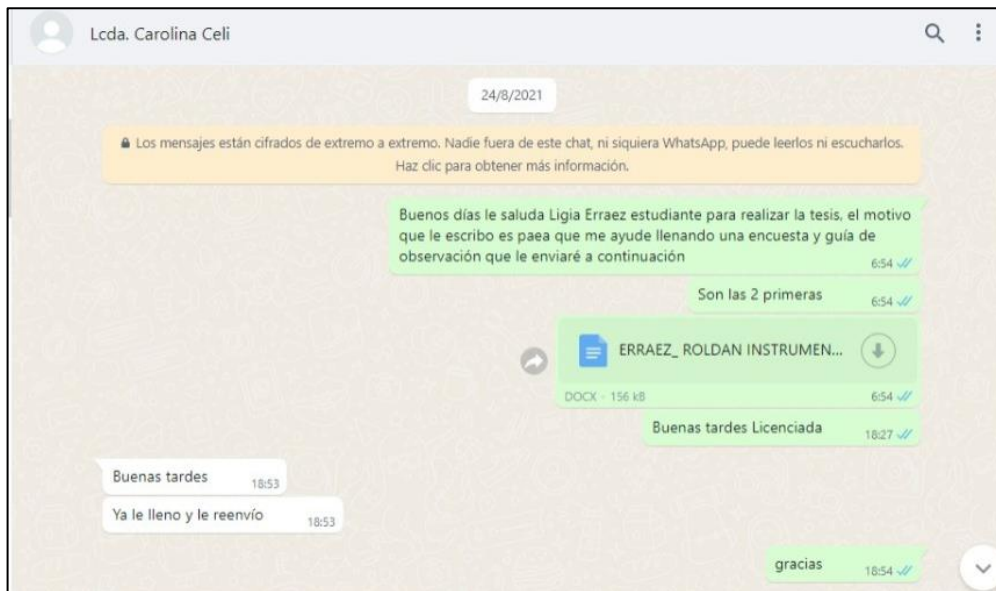 Lcda. Carolina Celi
24/8/2021
Los mensajes están cifrados de extremo a extremo. Nadie fuera de este chat, ni siquiera WhatsApp, puede leerlos ni escucharlos.
Haz clic para obtener más información.
Buenos días le saluda Ligia Erraez estudiante para realizar la tesis, el motivo
que le escribo es paea que me ayude llenando una encuesta y guía de
observación que le enviaré a continuación
6:54
Son las 2 primeras 6:54
ERRAEZ_ ROLDAN INSTRUMEN...
DOCX · 156 kB 6:54
Buenas tardes Licenciada 18:27
Buenas tardes 18:53
Ya le lleno y le reenvío 18:53
gracias 18:54